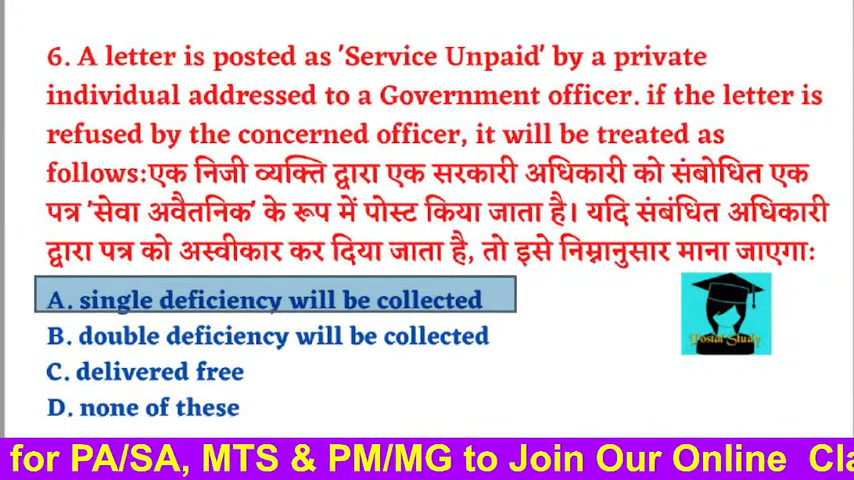 6. A letter is posted as 'Service Unpaid' by a private
individual addressed to a Government officer. if the letter is
refused by the concerned officer, it will be treated as
follows:एक निजी व्यक्ति द्वारा एक सरकारी अधिकारी को संबोधित एक
पत्र 'सेवा अवैतनिक' के रूप में पोस्ट किया जाता है। यदि संबंधित अधिकारी
द्वारा पत्र को अस्वीकार कर दिया जाता है, तो इसे निम्नानुसार माना जाएगा:
A. single deficiency will be collected
B. double deficiency will be collected
C. delivered free
D. none of these
Postal Study
for PA/SA, MTS & PM/MG to Join Our Online Cla